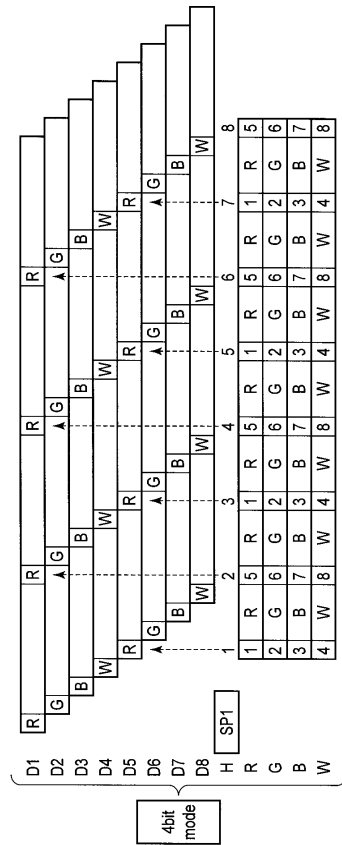 4bit
mode
D1 R R R R
D2 G G G G
D3 B B B B
D4 W W W W
D5 R R R R
D6 G G G G
D7 B B B B
D8 W W W W
H SP1 1 2 3 4 5 6 7 8
R 1 R 5 R 1 R 5 R 1 R 5 R 1 R 5
G 2 G 6 G 2 G 6 G 2 G 6 G 2 G 6
B 3 B 7 B 3 B 7 B 3 B 7 B 3 B 7
W 4 W 8 W 4 W 8 W 4 W 8 W 4 W 8